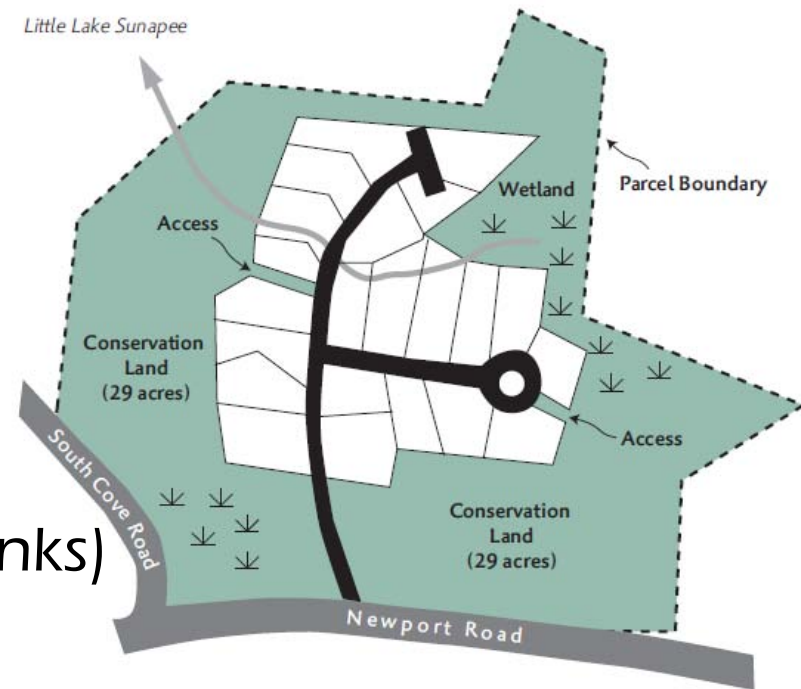 Little Lake Sunapee
Wetland
Parcel Boundary
Access
Conservation
Land
(29 acres)
South Cove Road
Access
Conservation
Land
(29 acres)
nks)
Newport Road